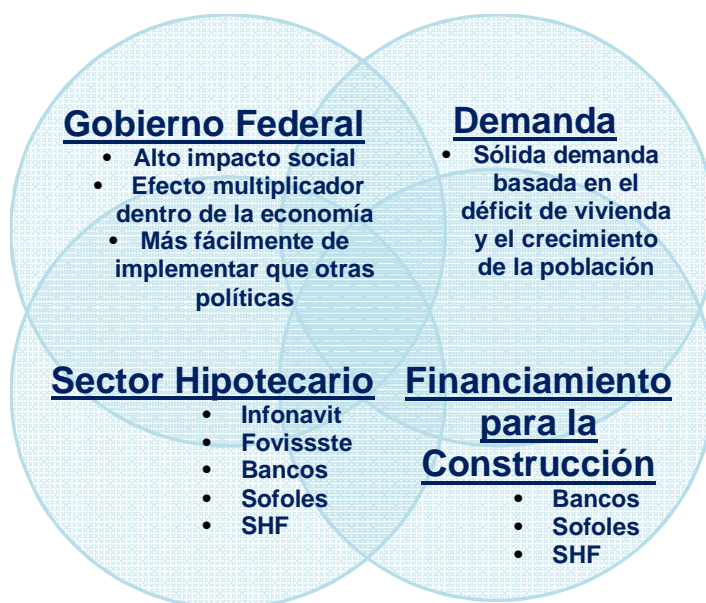 Gobierno Federal
• Alto impacto social
• Efecto multiplicador
dentro de la economía
• Más fácilmente de
implementar que otras
políticas
Demanda
• Sólida demanda
basada en el
déficit de vivienda
y el crecimiento
de la población
Sector Hipotecario
• Infonavit
• Fovissste
• Bancos
• Sofoles
• SHF
Financiamiento
para la
Construcción
• Bancos
• Sofoles
• SHF